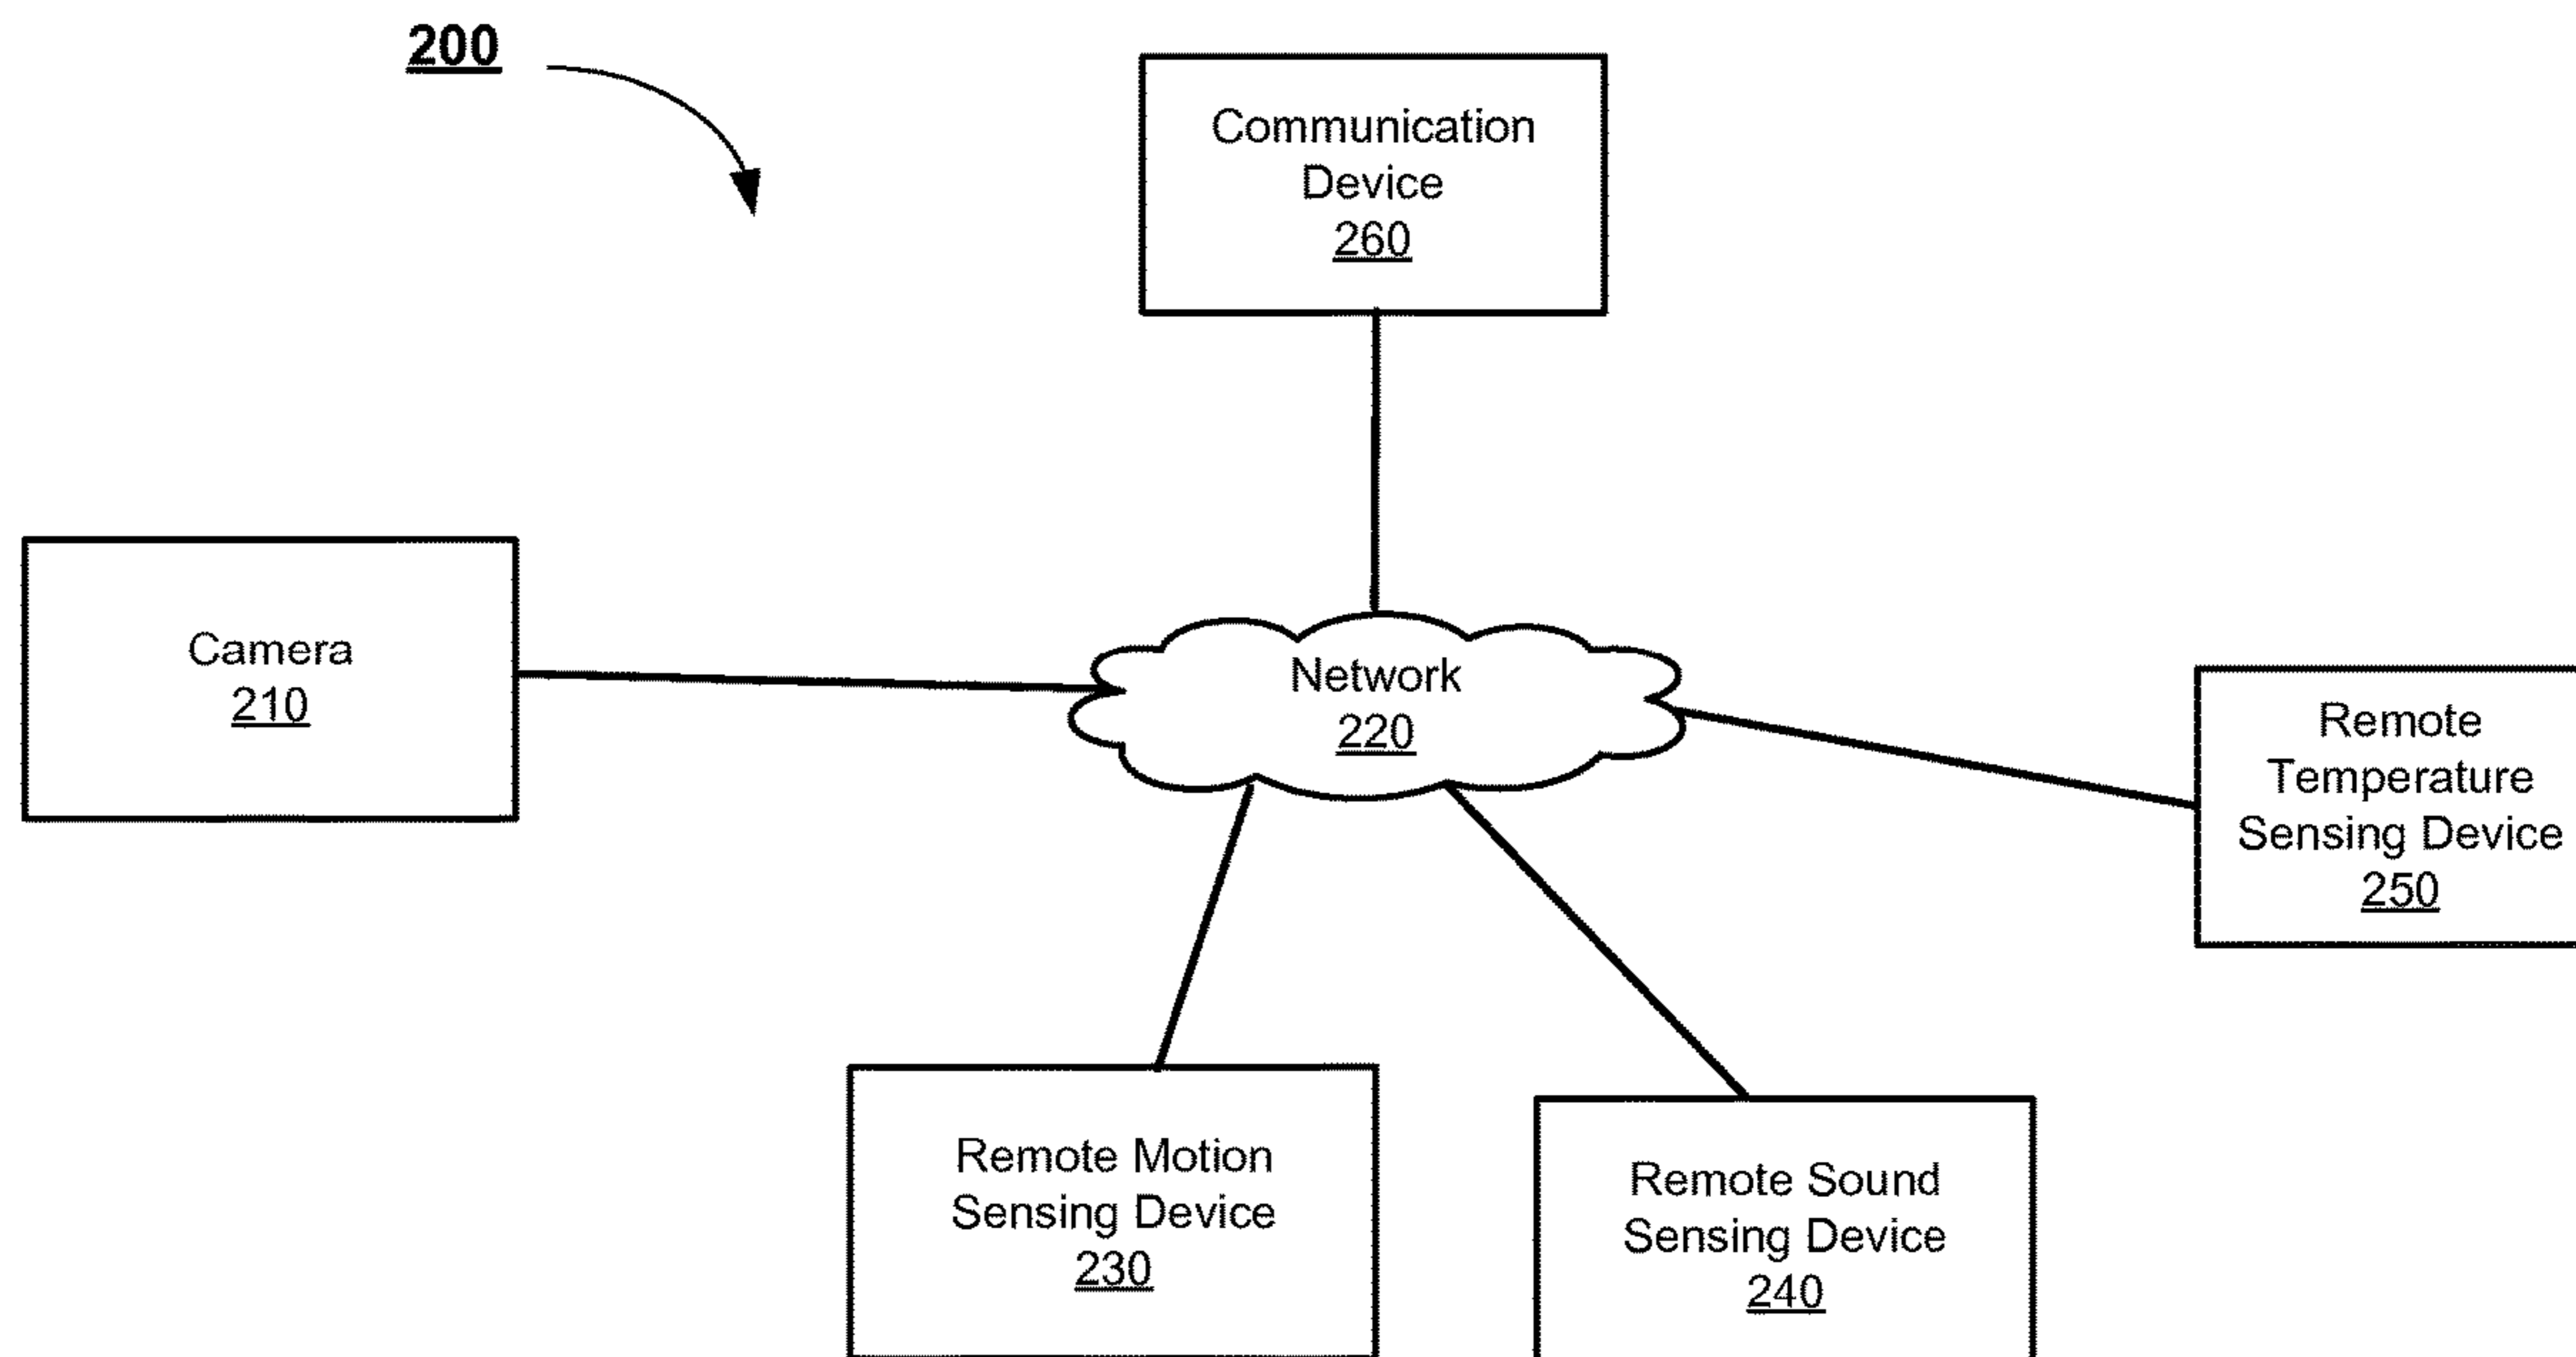 200
Communication
Device
260
Camera
210
Network
220
Remote
Temperature
Sensing Device
250
Remote Motion
Sensing Device
230
Remote Sound
Sensing Device
240